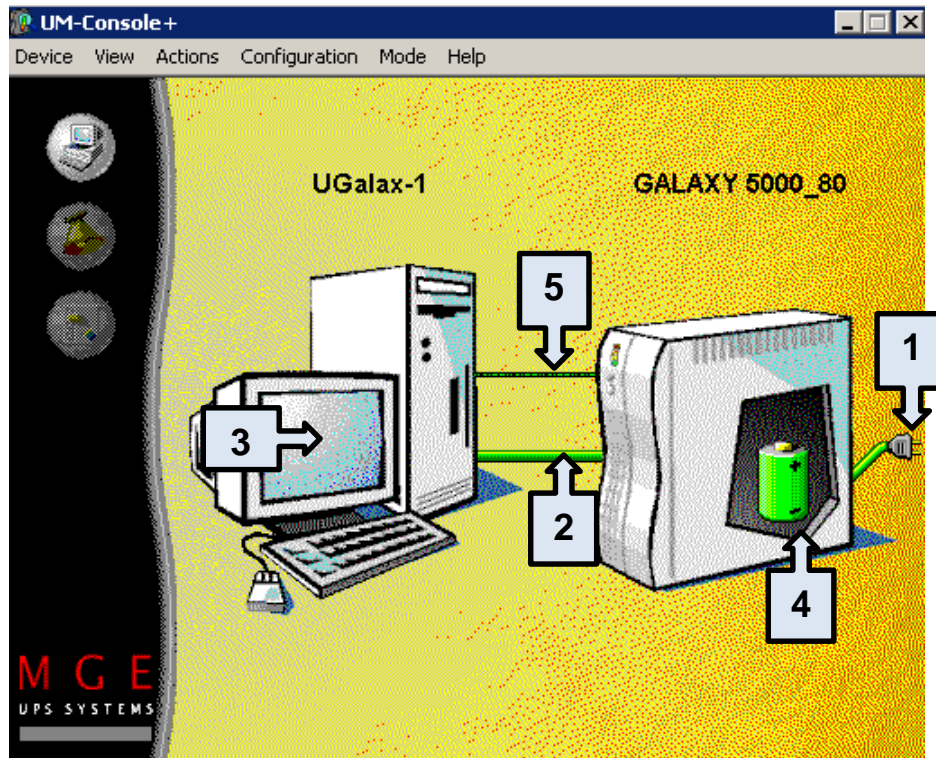 UM-Console+
Device View Actions Configuration Mode Help
UGalax-1 GALAXY 5000_80
5
1
3
2
4
MGE
UPS SYSTEMS